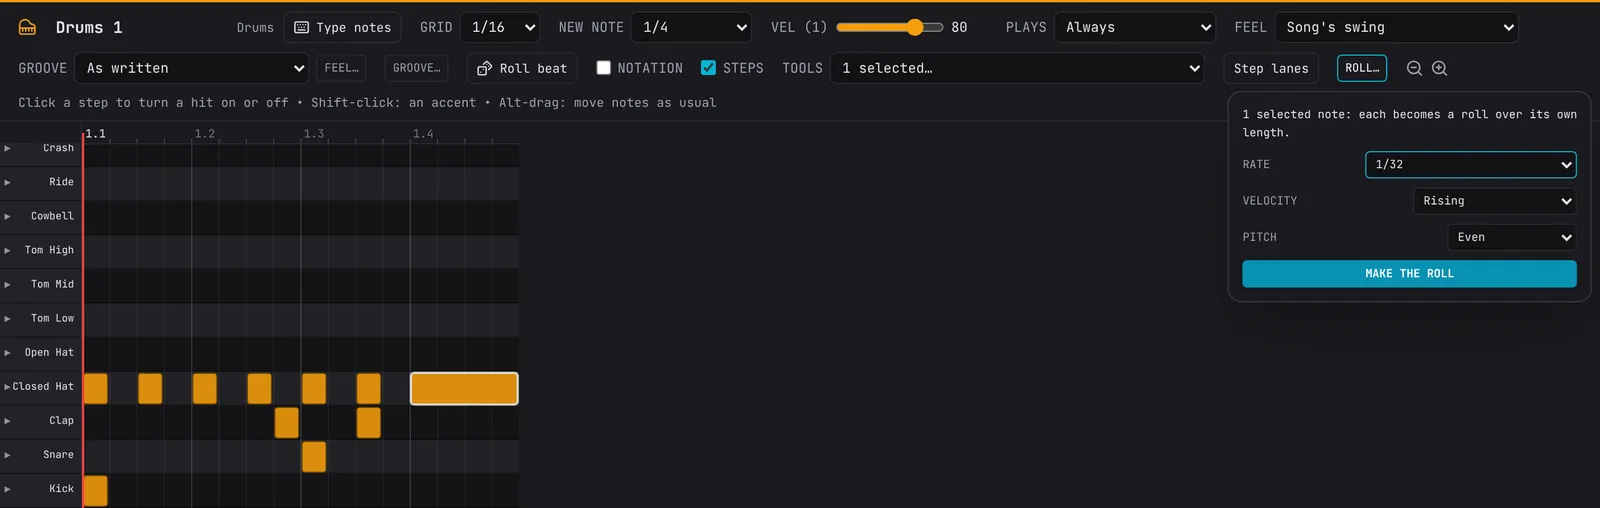 Drums 1 Drums Type notes GRID 1/16 NEW NOTE 1/4 VEL (1) 80 PLAYS Always FEEL Song's swing
GROOVE As written FEEL… GROOVE… Roll beat NOTATION STEPS TOOLS 1 selected… Step lanes ROLL…
Click a step to turn a hit on or off • Shift-click: an accent • Alt-drag: move notes as usual
1 selected note: each becomes a roll over its own
length.
RATE 1/32
VELOCITY Rising
PITCH Even
MAKE THE ROLL
1.1 1.2 1.3 1.4
Crash
Ride
Cowbell
Tom High
Tom Mid
Tom Low
Open Hat
Closed Hat
Clap
Snare
Kick